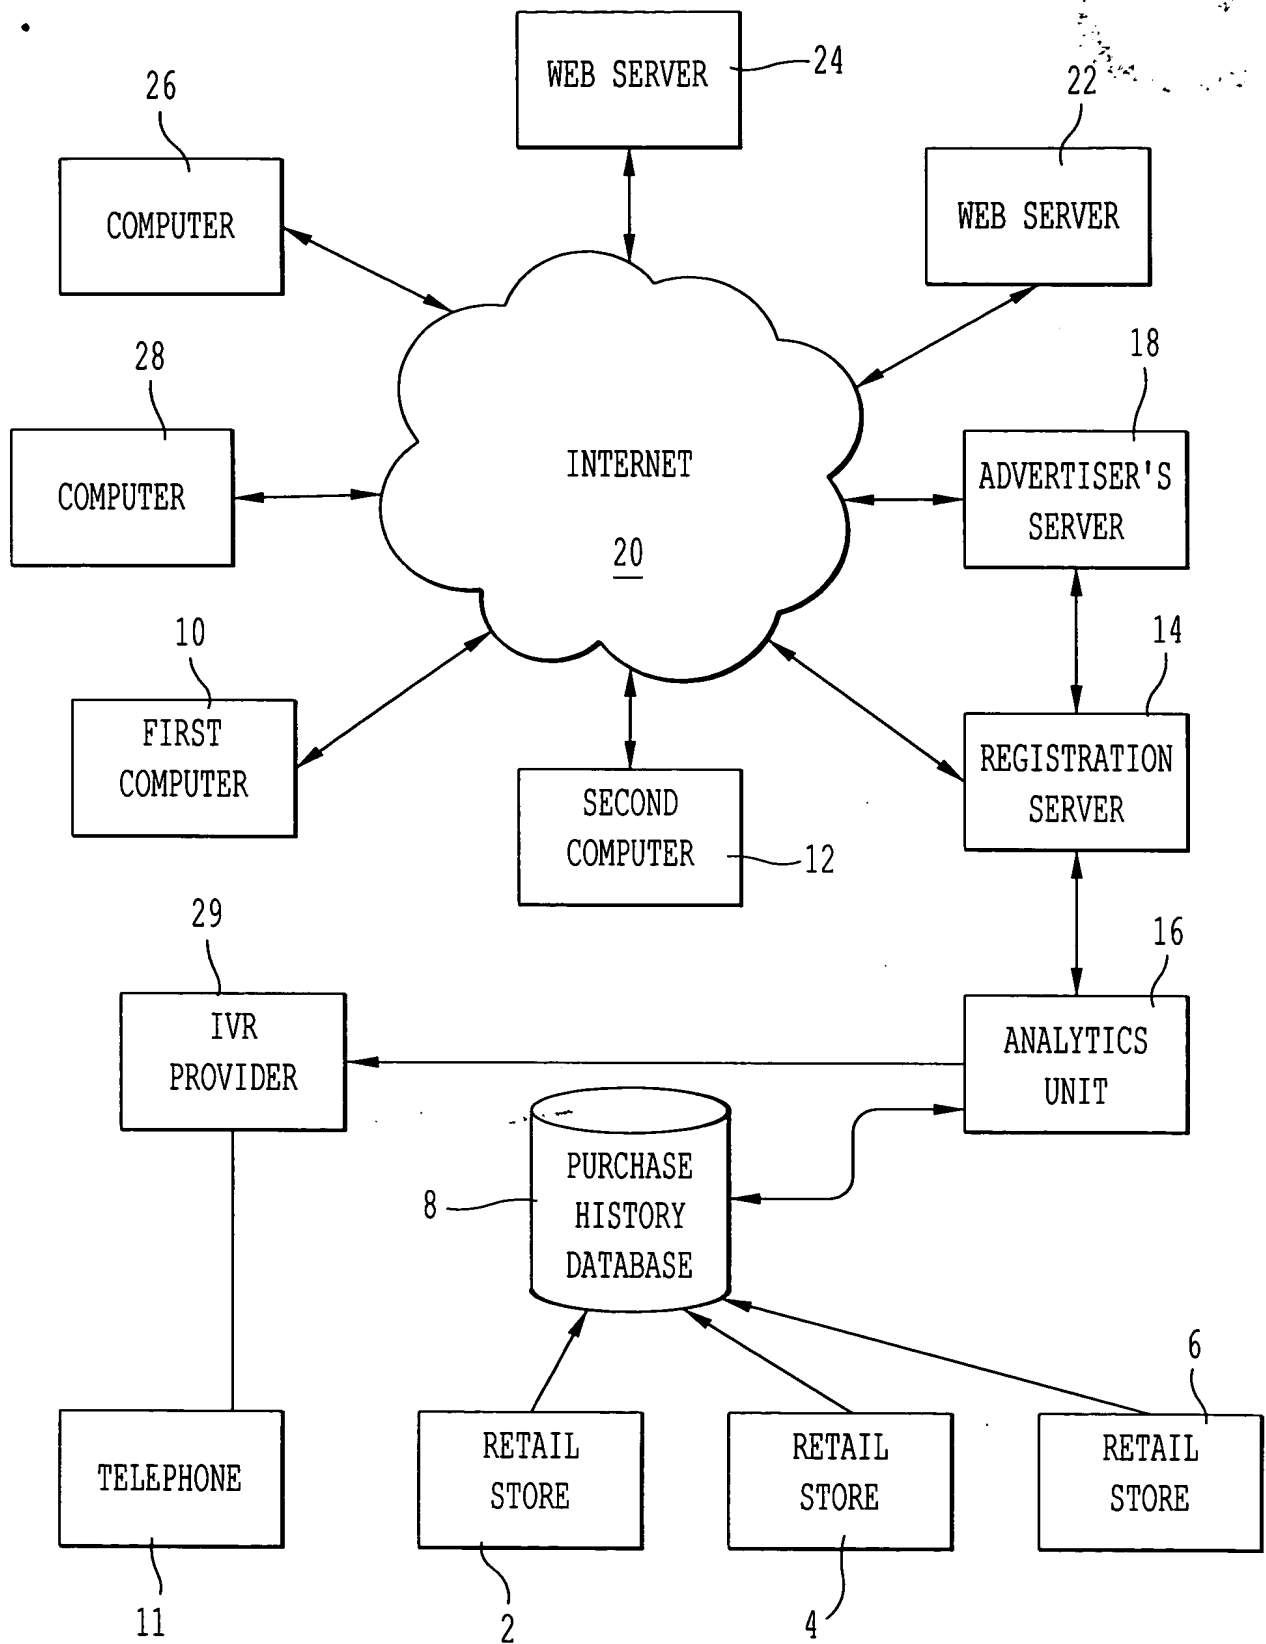 WEB SERVER
24
26
COMPUTER
22
WEB SERVER
28
COMPUTER
INTERNET
20
18
ADVERTISER'S
SERVER
10
FIRST
COMPUTER
SECOND
COMPUTER
12
14
REGISTRATION
SERVER
29
IVR
PROVIDER
16
ANALYTICS
UNIT
8
PURCHASE
HISTORY
DATABASE
TELEPHONE
11
RETAIL
STORE
2
RETAIL
STORE
4
6
RETAIL
STORE